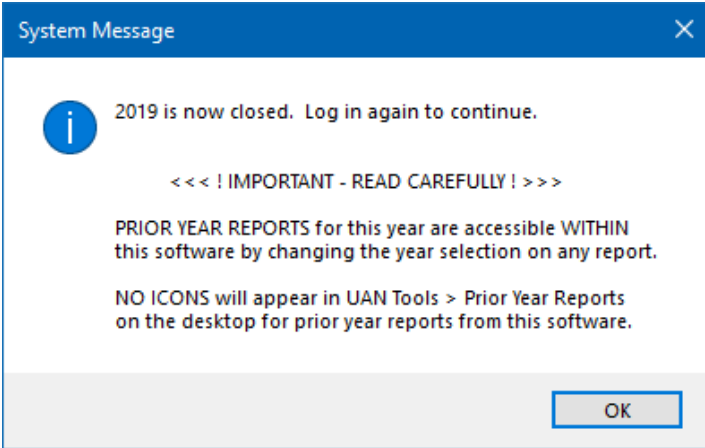 System Message
2019 is now closed.  Log in again to continue.
< < < ! IMPORTANT - READ CAREFULLY ! > > >
PRIOR YEAR REPORTS for this year are accessible WITHIN
this software by changing the year selection on any report.
NO ICONS will appear in UAN Tools > Prior Year Reports
on the desktop for prior year reports from this software.
OK